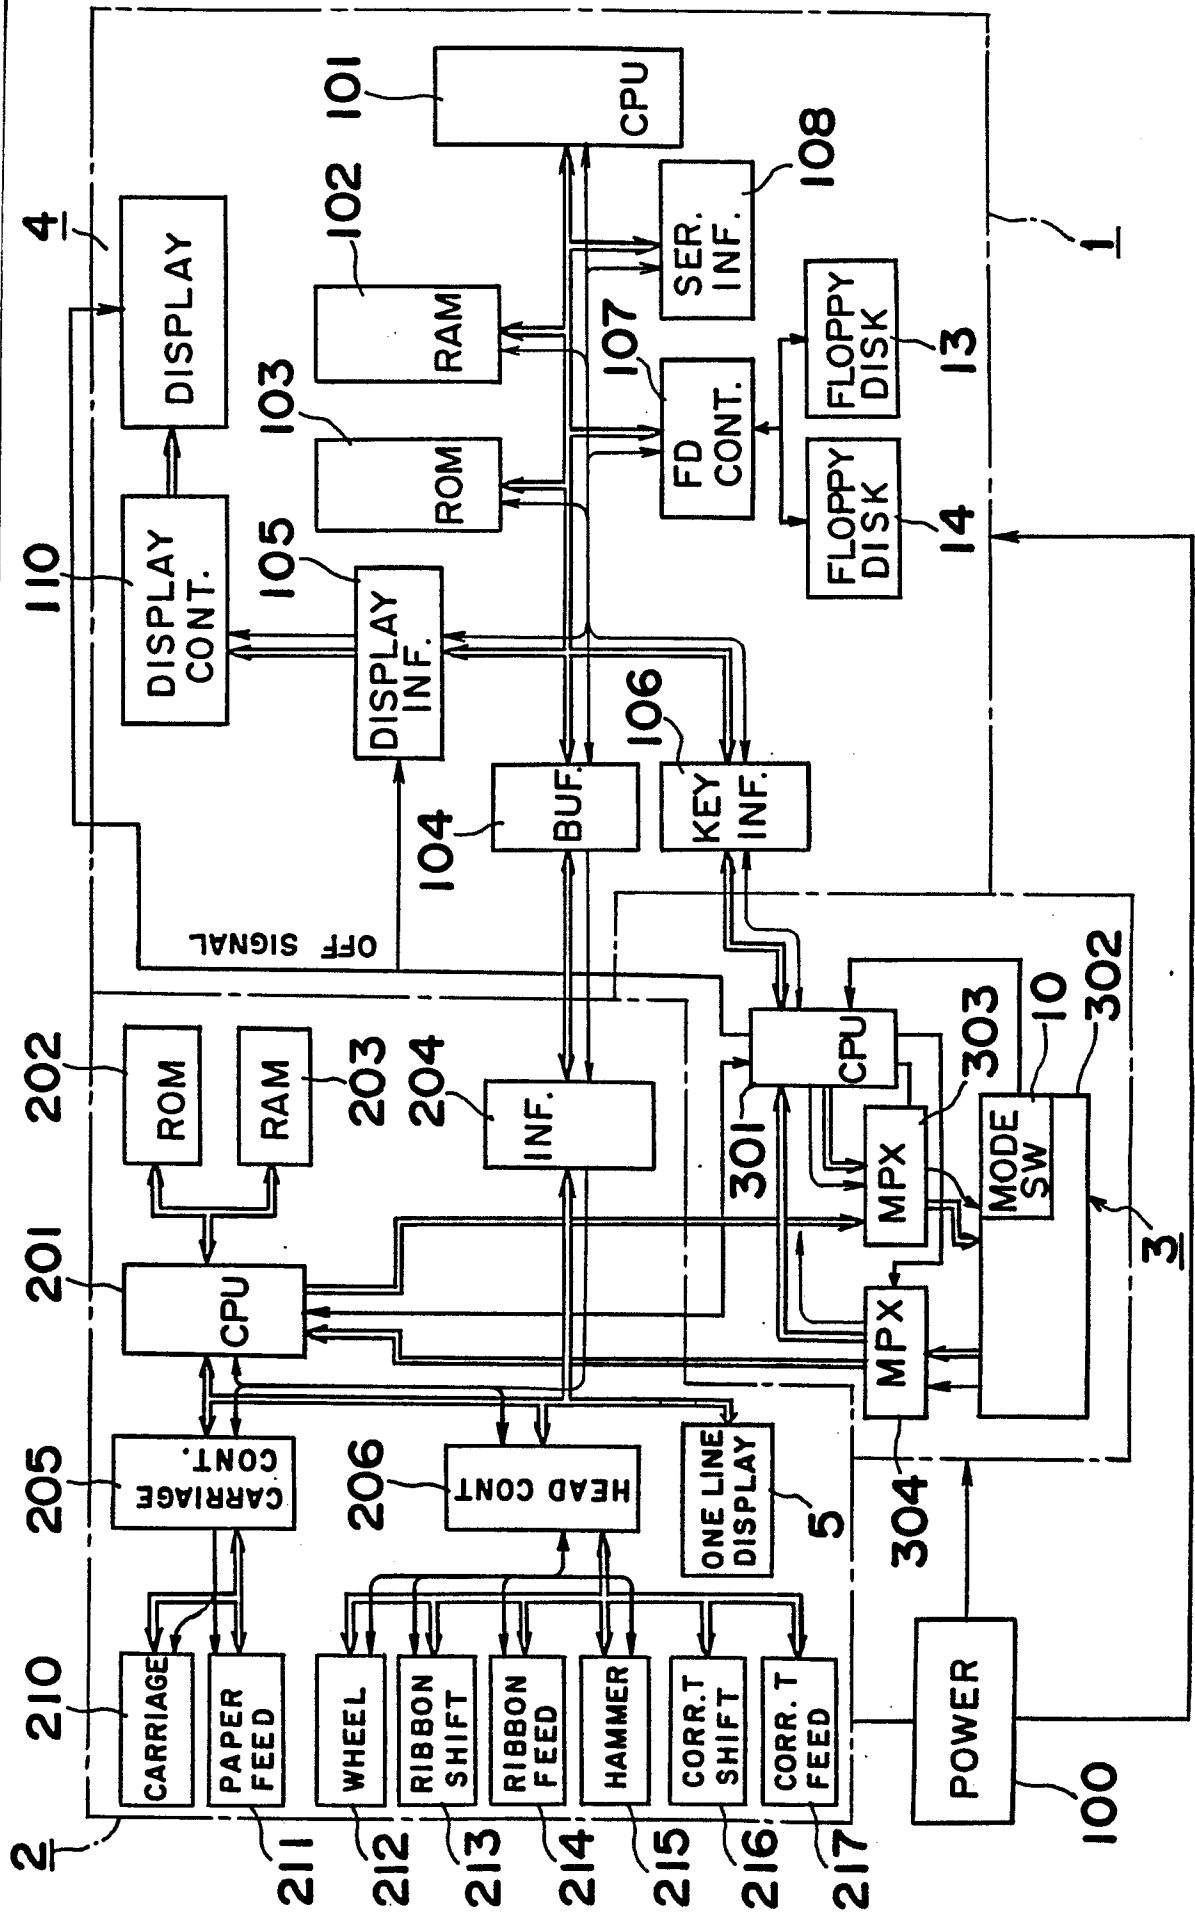 2
210
CARRIAGE
211
PAPER
FEED
212
WHEEL
213
RIBBON
SHIFT
214
RIBBON
FEED
215
HAMMER
216
CORR.T
SHIFT
217
CORR.T
FEED
205
CARRIAGE
CONT.
206
HEAD CONT
5
ONE LINE
DISPLAY
201
CPU
202
ROM
203
RAM
204
INF.
OFF SIGNAL
100
POWER
304
MPX
303
MPX
301
CPU
3
MODE
SW
10
302
110
DISPLAY
CONT.
4
DISPLAY
105
DISPLAY
INF.
103
ROM
102
RAM
101
CPU
104
BUF.
106
KEY
INF.
107
FD
CONT.
108
SER.
INF.
14
FLOPPY
DISK
13
FLOPPY
DISK
1